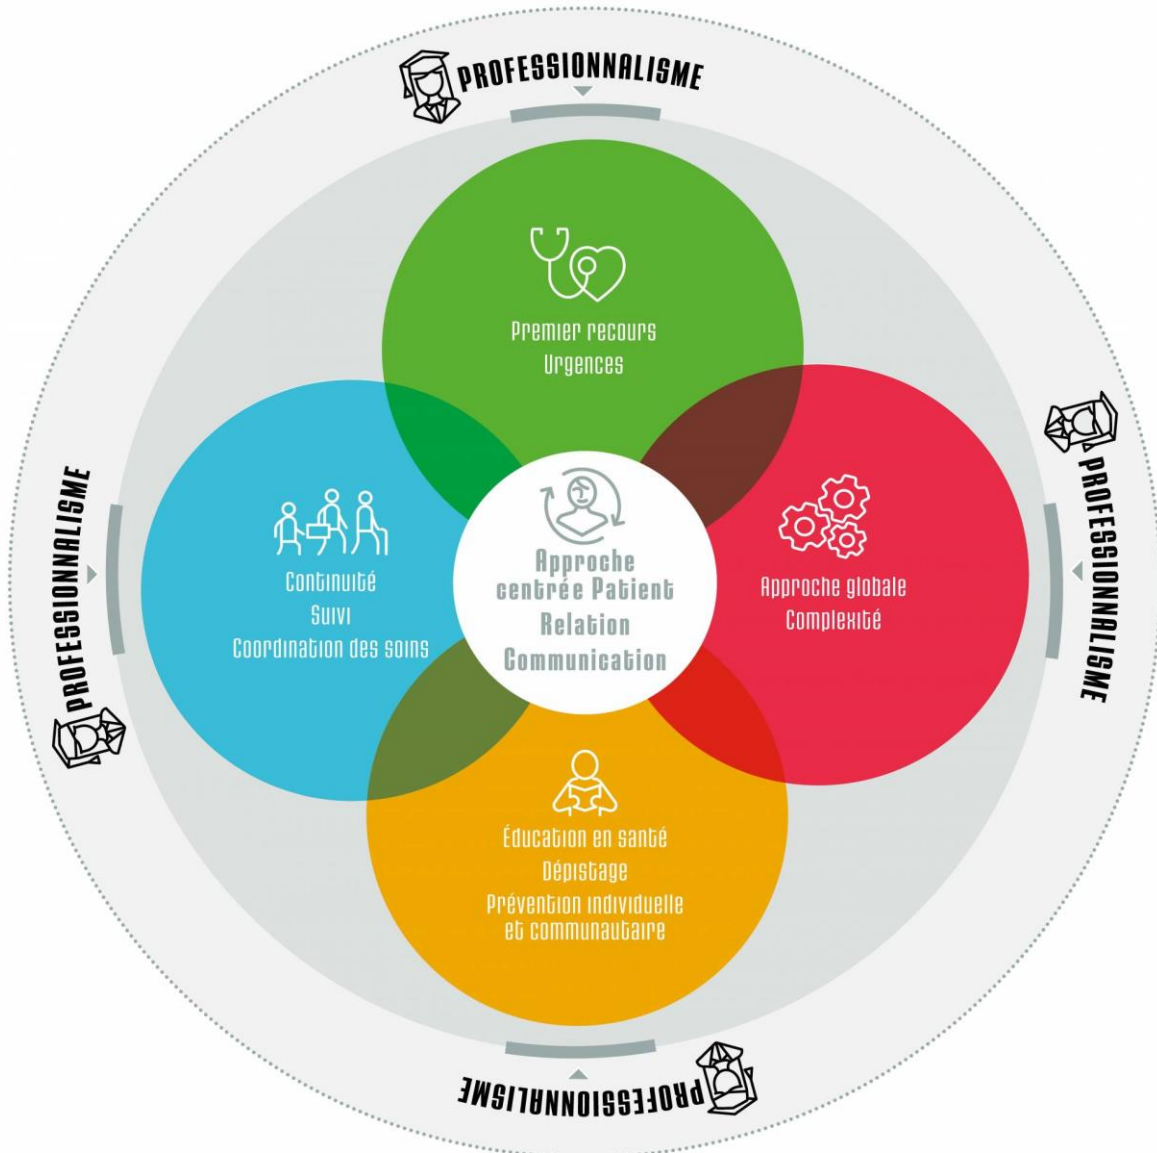 PROFESSIONNALISME
Premier recours
Urgences
PROFESSIONNALISME
Continuité
Suivi
Coordination des soins
Approche
centrée Patient
Relation
Communication
Approche globale
Complexité
PROFESSIONNALISME
Éducation en santé
Dépistage
Prévention individuelle
et communautaire
PROFESSIONNALISME